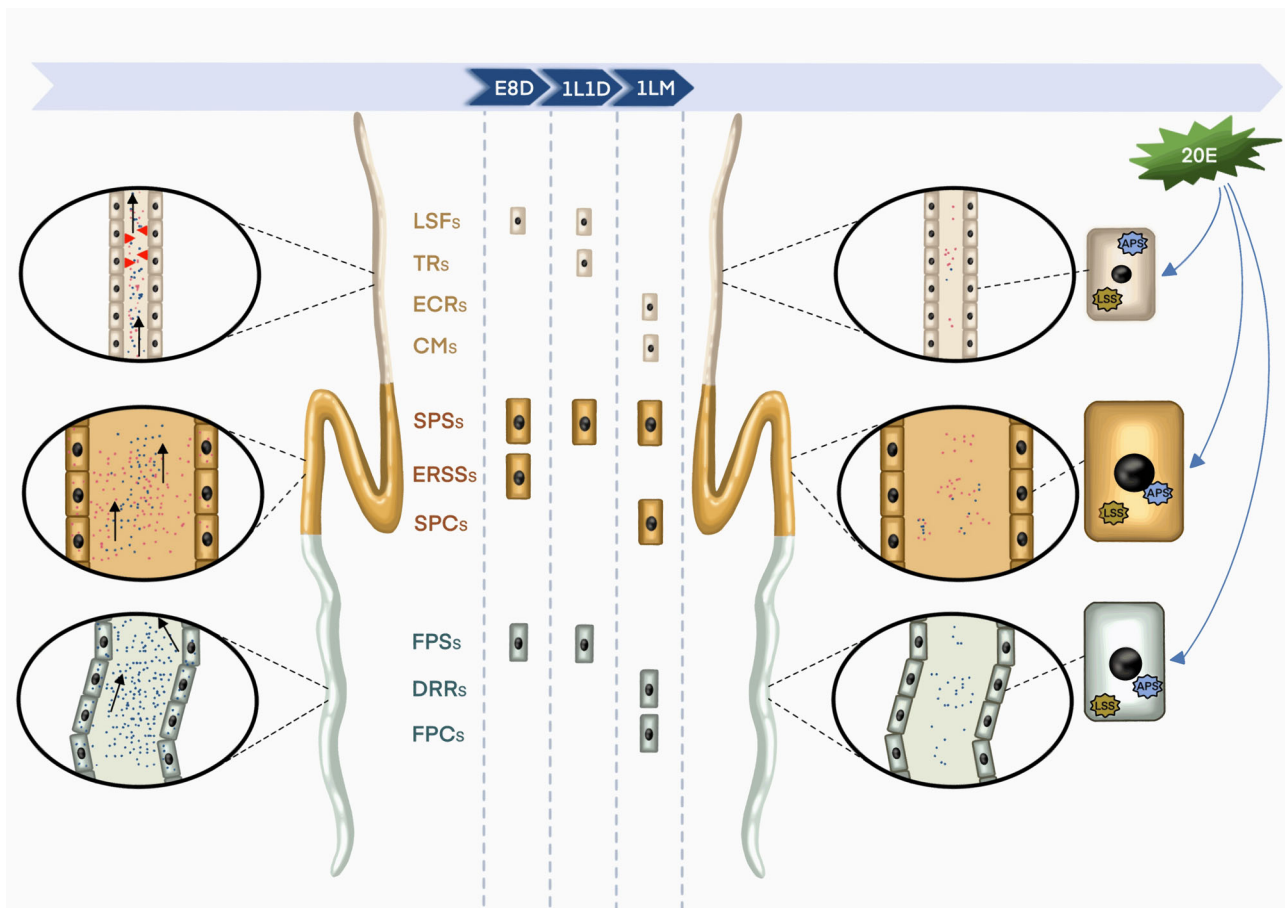 E8D 1L1D 1LM
20E
LSFs
TRs
ECRs
CMs
SPSs
ERSSs
SPCs
FPSs
DRRs
FPCs
APS
LSS
APS
LSS
APS
LSS